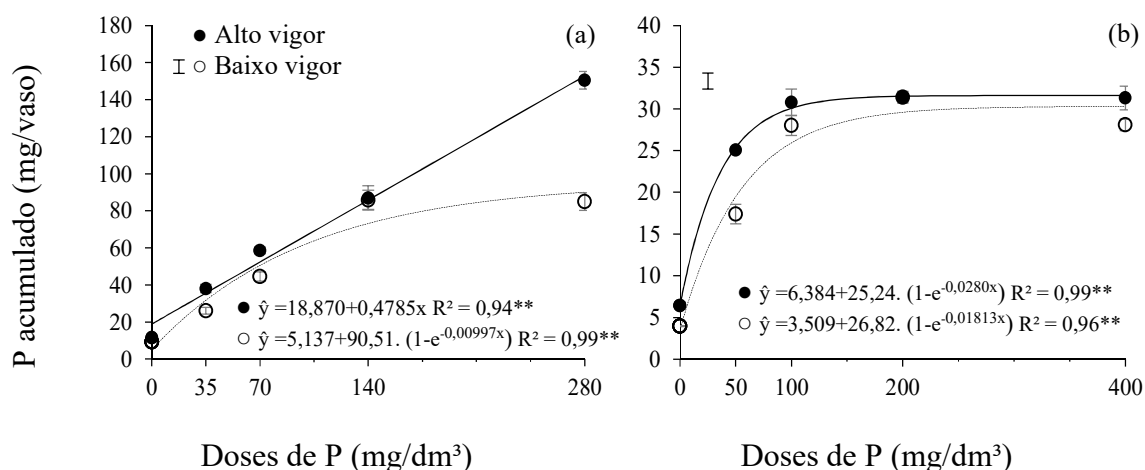 P acumulado (mg/vaso)
180
160
140
120
100
80
60
40
20
0
Alto vigor
Baixo vigor
(a)
ŷ =18,870+0,4785x R² = 0,94**
ŷ =5,137+90,51. (1-e^-0,00997x) R² = 0,99**
0 35 70 140 280
Doses de P (mg/dm³)
40
35
30
25
20
15
10
5
0
(b)
ŷ =6,384+25,24. (1-e^-0,0280x) R² = 0,99**
ŷ =3,509+26,82. (1-e^-0,01813x) R² = 0,96**
0 50 100 200 400
Doses de P (mg/dm³)